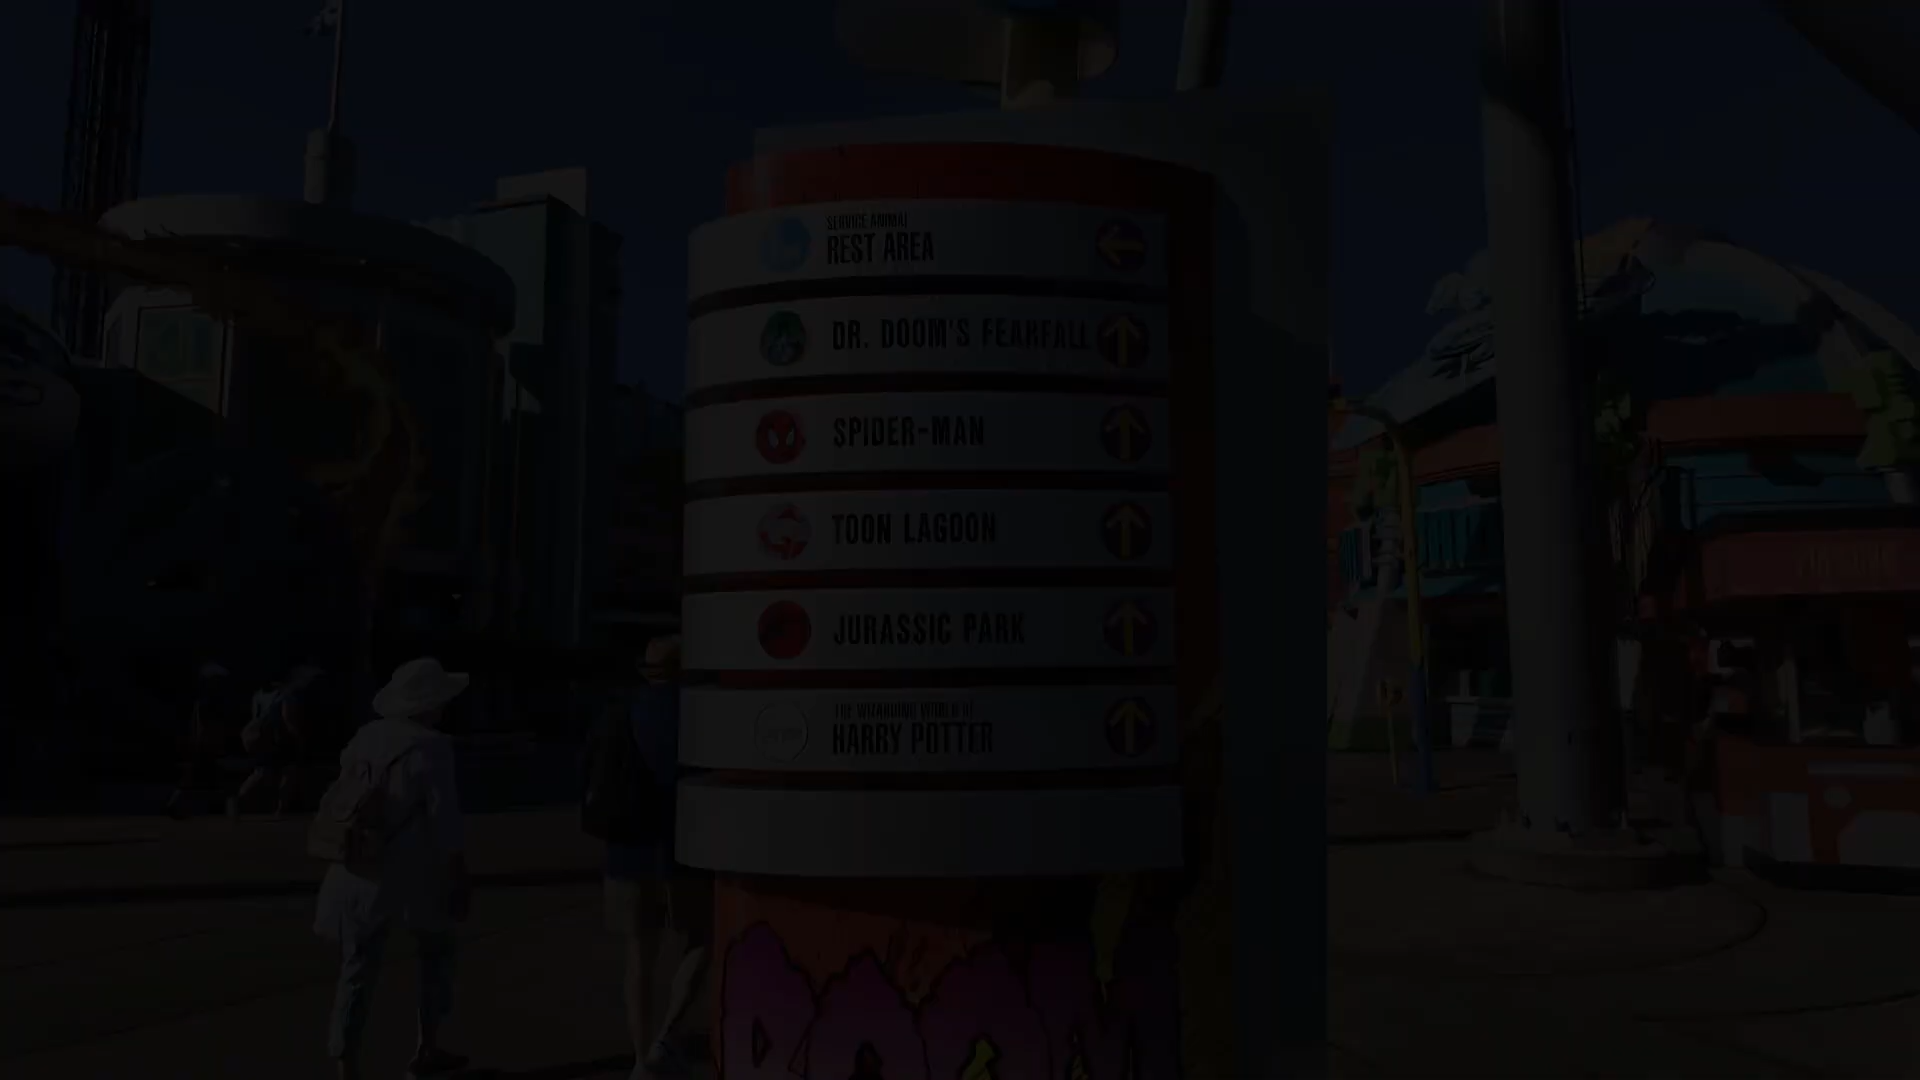 SERVICE ANIMAL
REST AREA
DR. DOOM'S FEARFALL
SPIDER-MAN
TOON LAGOON
JURASSIC PARK
THE WIZARDING WORLD OF
HARRY POTTER